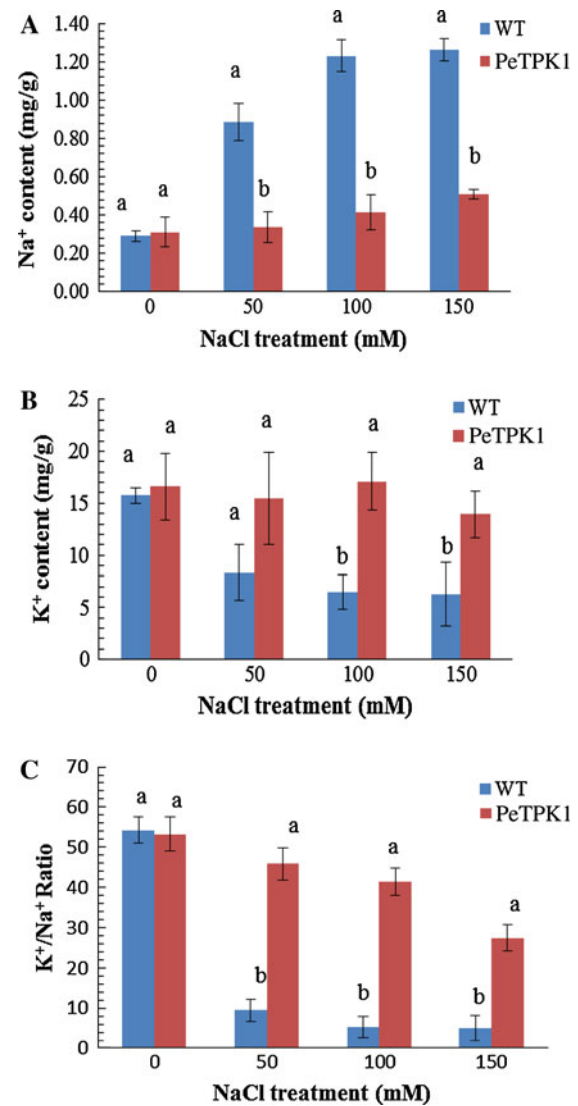 A
WT
PeTPK1
Na⁺ content (mg/g)
1.40
1.20
1.00
0.80
0.60
0.40
0.20
0.00
a a a b a b a b
0 50 100 150
NaCl treatment (mM)
B
WT
PeTPK1
K⁺ content (mg/g)
25
20
15
10
5
0
a a a a b a b a
0 50 100 150
NaCl treatment (mM)
C
WT
PeTPK1
K⁺/Na⁺ Ratio
70
60
50
40
30
20
10
0
a a b a b a b a
0 50 100 150
NaCl treatment (mM)